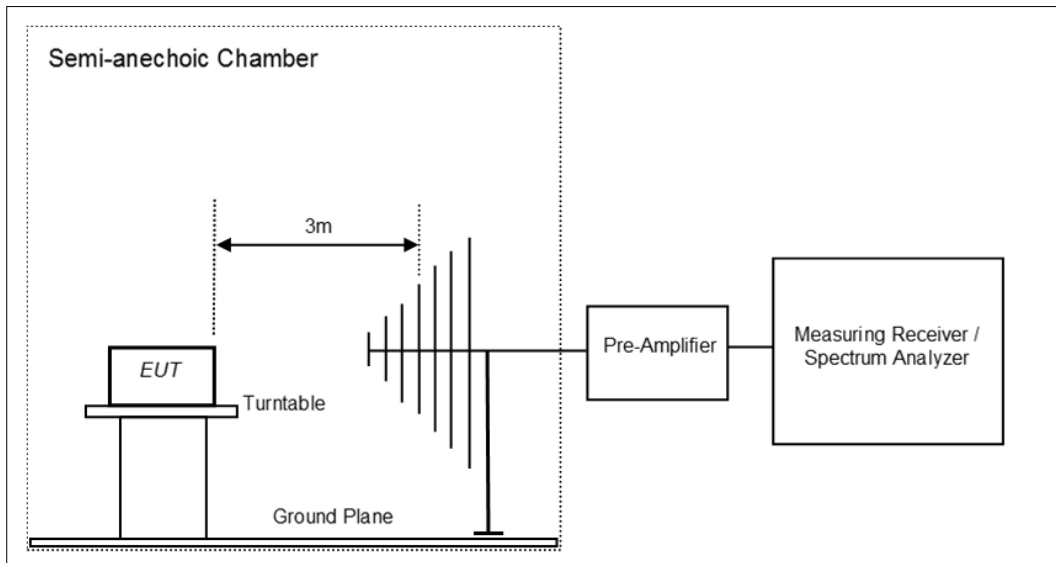 Semi-anechoic Chamber
3m
EUT
Turntable
Ground Plane
Pre-Amplifier
Measuring Receiver /
Spectrum Analyzer